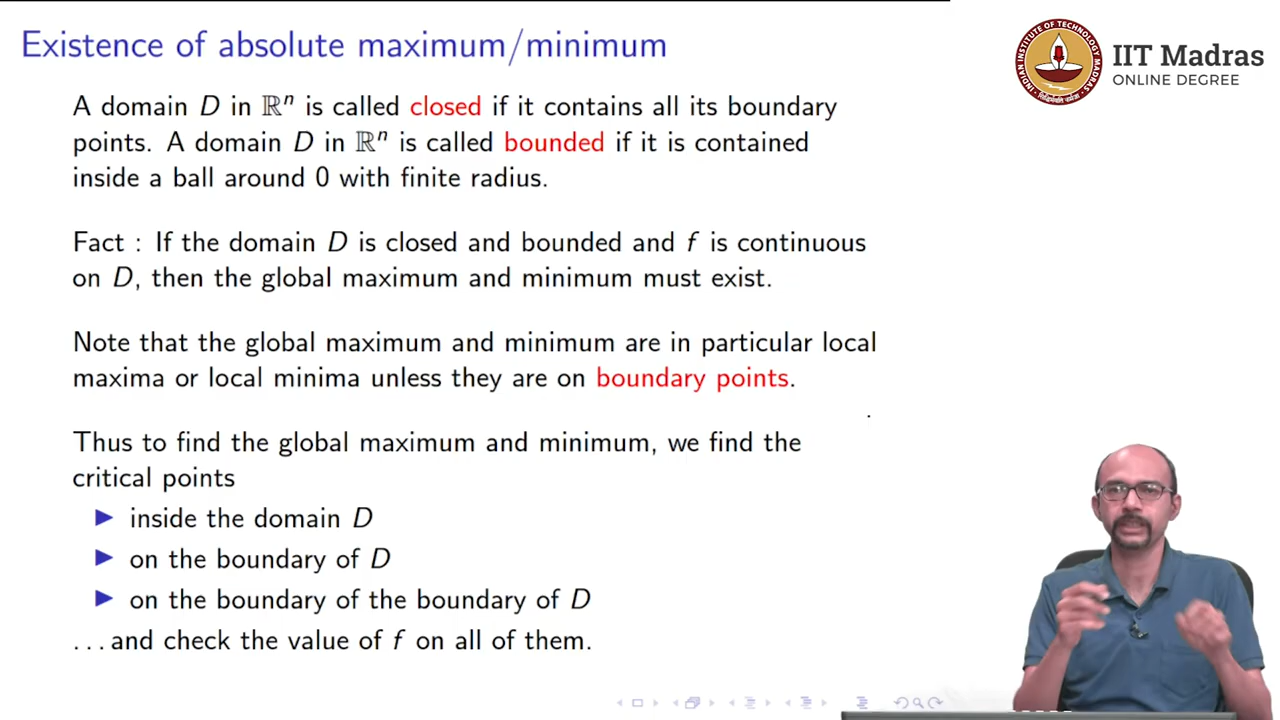 Existence of absolute maximum/minimum
IIT Madras
ONLINE DEGREE
A domain D in ℝⁿ is called closed if it contains all its boundary
points. A domain D in ℝⁿ is called bounded if it is contained
inside a ball around 0 with finite radius.
Fact : If the domain D is closed and bounded and f is continuous
on D, then the global maximum and minimum must exist.
Note that the global maximum and minimum are in particular local
maxima or local minima unless they are on boundary points.
Thus to find the global maximum and minimum, we find the
critical points
▶ inside the domain D
▶ on the boundary of D
▶ on the boundary of the boundary of D
...and check the value of f on all of them.
INDIAN INSTITUTE OF TECHNOLOGY MADRAS